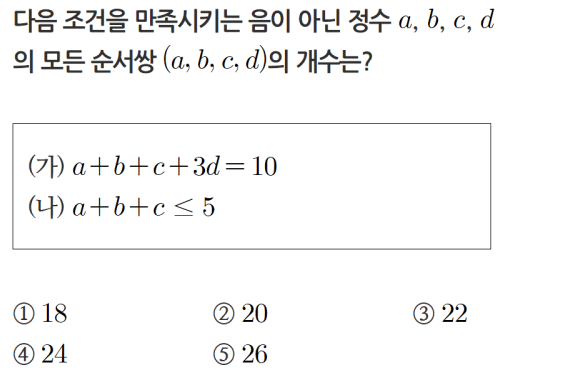 다음 조건을 만족시키는 음이 아닌 정수 a, b, c, d
의 모든 순서쌍 (a, b, c, d)의 개수는?
(가) a+b+c+3d=10
(나) a+b+c ≤ 5
① 18 ② 20 ③ 22
④ 24 ⑤ 26